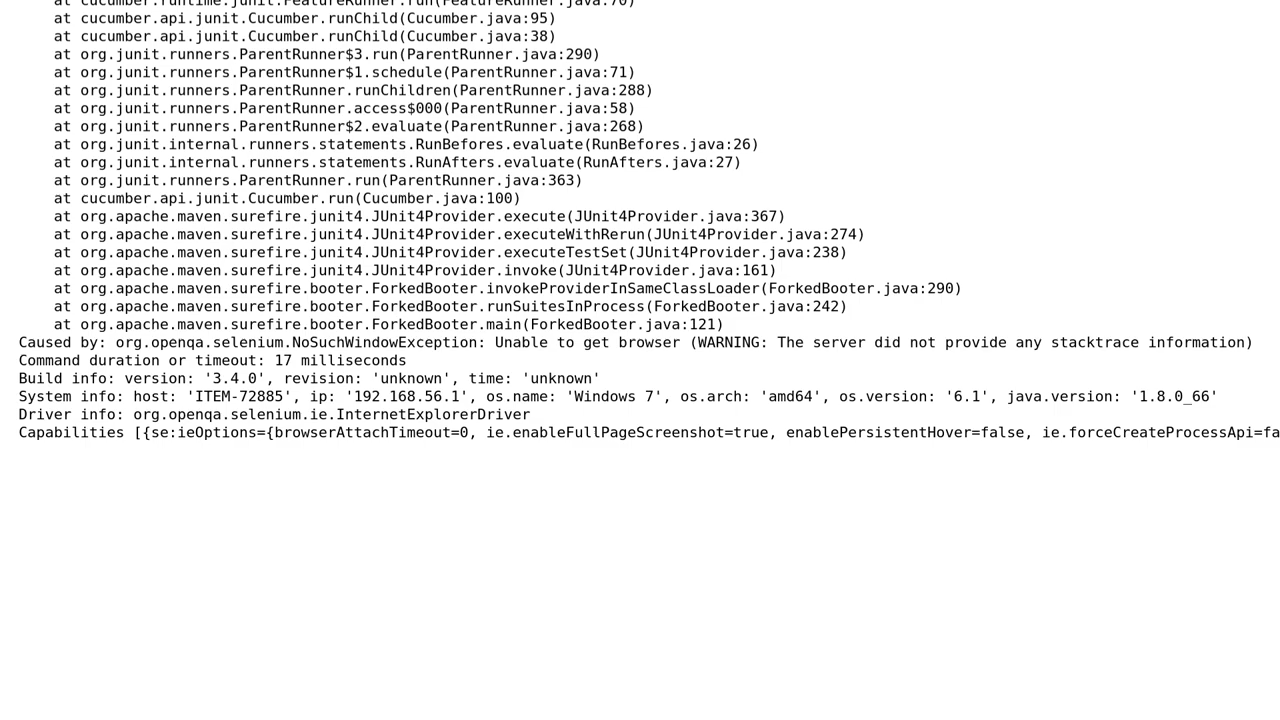 at cucumber.runtime.junit.FeatureRunner.run(FeatureRunner.java:70)
at cucumber.api.junit.Cucumber.runChild(Cucumber.java:95)
at cucumber.api.junit.Cucumber.runChild(Cucumber.java:38)
at org.junit.runners.ParentRunner$3.run(ParentRunner.java:290)
at org.junit.runners.ParentRunner$1.schedule(ParentRunner.java:71)
at org.junit.runners.ParentRunner.runChildren(ParentRunner.java:288)
at org.junit.runners.ParentRunner.access$000(ParentRunner.java:58)
at org.junit.runners.ParentRunner$2.evaluate(ParentRunner.java:268)
at org.junit.internal.runners.statements.RunBefores.evaluate(RunBefores.java:26)
at org.junit.internal.runners.statements.RunAfters.evaluate(RunAfters.java:27)
at org.junit.runners.ParentRunner.run(ParentRunner.java:363)
at cucumber.api.junit.Cucumber.run(Cucumber.java:100)
at org.apache.maven.surefire.junit4.JUnit4Provider.execute(JUnit4Provider.java:367)
at org.apache.maven.surefire.junit4.JUnit4Provider.executeWithRerun(JUnit4Provider.java:274)
at org.apache.maven.surefire.junit4.JUnit4Provider.executeTestSet(JUnit4Provider.java:238)
at org.apache.maven.surefire.junit4.JUnit4Provider.invoke(JUnit4Provider.java:161)
at org.apache.maven.surefire.booter.ForkedBooter.invokeProviderInSameClassLoader(ForkedBooter.java:290)
at org.apache.maven.surefire.booter.ForkedBooter.runSuitesInProcess(ForkedBooter.java:242)
at org.apache.maven.surefire.booter.ForkedBooter.main(ForkedBooter.java:121)
Caused by: org.openqa.selenium.NoSuchWindowException: Unable to get browser (WARNING: The server did not provide any stacktrace information)
Command duration or timeout: 17 milliseconds
Build info: version: '3.4.0', revision: 'unknown', time: 'unknown'
System info: host: 'ITEM-72885', ip: '192.168.56.1', os.name: 'Windows 7', os.arch: 'amd64', os.version: '6.1', java.version: '1.8.0_66'
Driver info: org.openqa.selenium.ie.InternetExplorerDriver
Capabilities [{se:ieOptions={browserAttachTimeout=0, ie.enableFullPageScreenshot=true, enablePersistentHover=false, ie.forceCreateProcessApi=fa